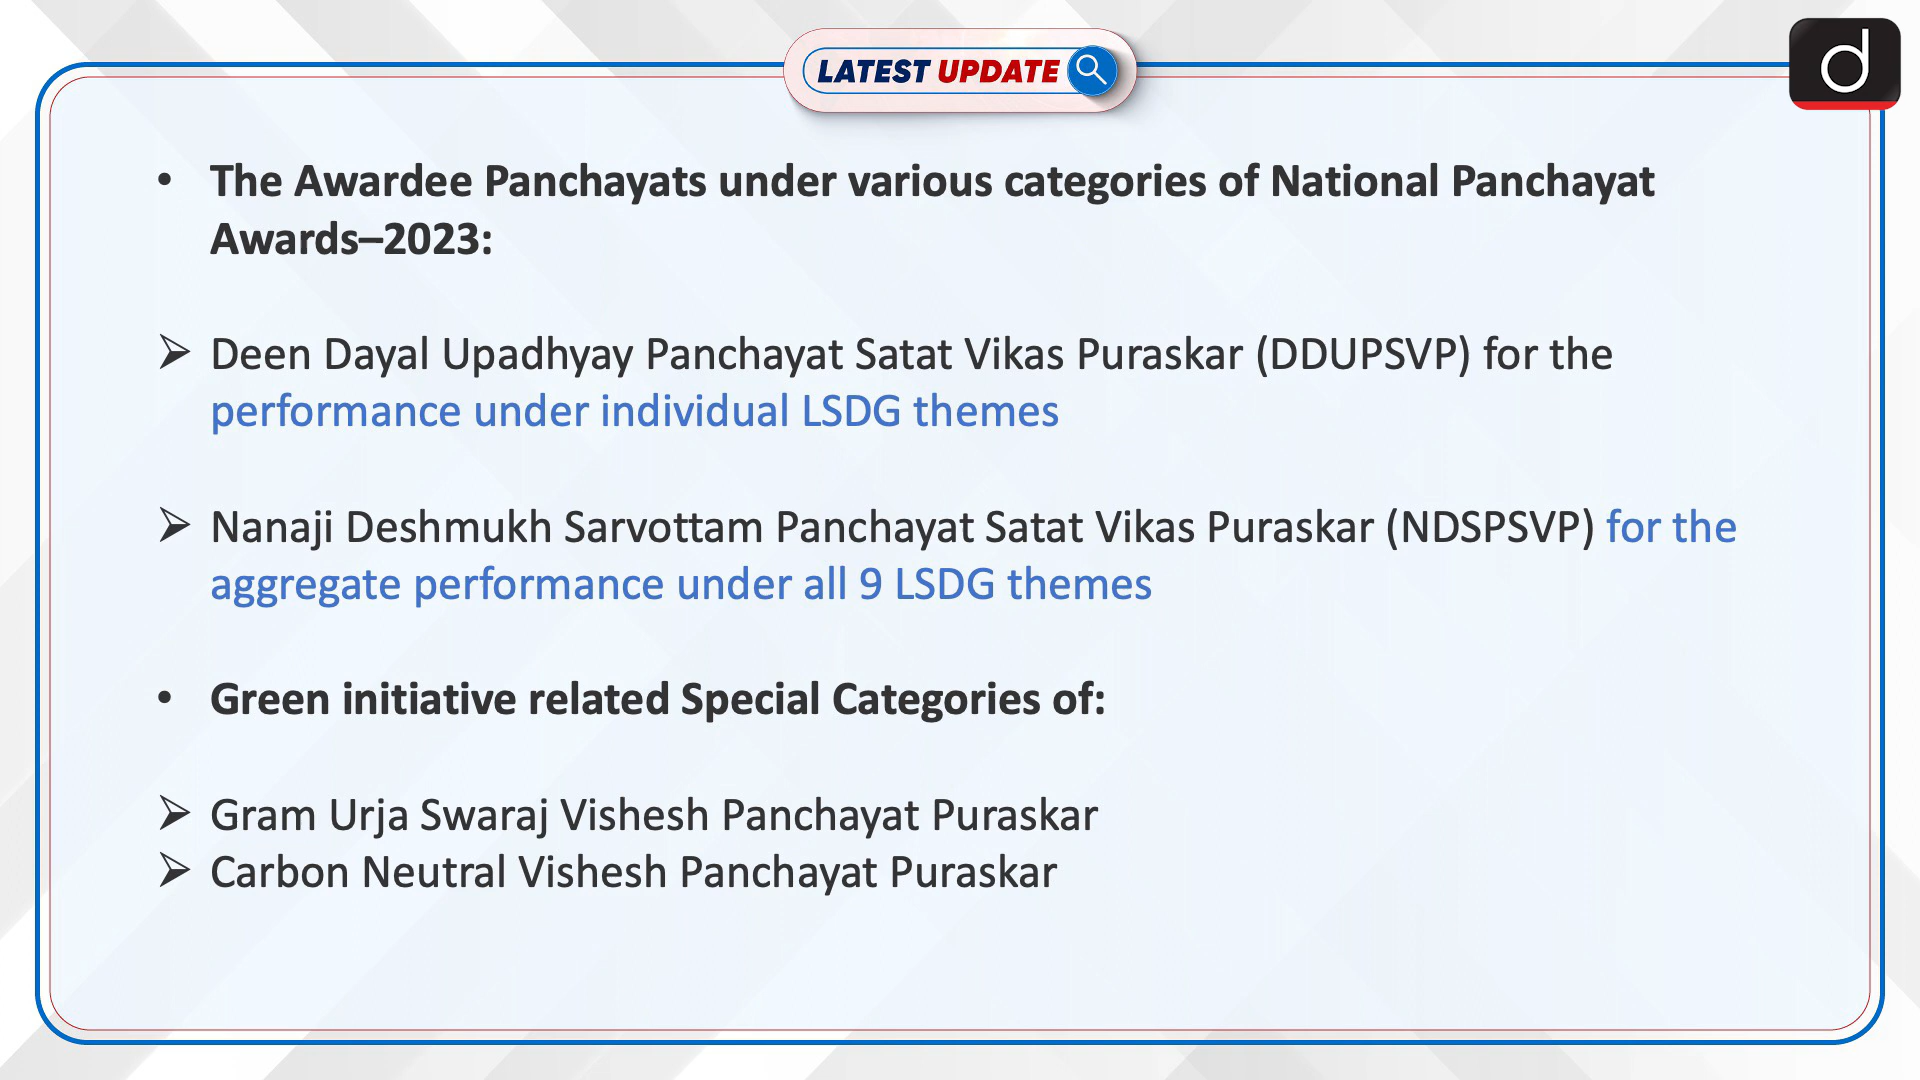 LATEST UPDATE
d
• The Awardee Panchayats under various categories of National Panchayat
Awards–2023:
➢ Deen Dayal Upadhyay Panchayat Satat Vikas Puraskar (DDUPSVP) for the
performance under individual LSDG themes
➢ Nanaji Deshmukh Sarvottam Panchayat Satat Vikas Puraskar (NDSPSVP) for the
aggregate performance under all 9 LSDG themes
• Green initiative related Special Categories of:
➢ Gram Urja Swaraj Vishesh Panchayat Puraskar
➢ Carbon Neutral Vishesh Panchayat Puraskar